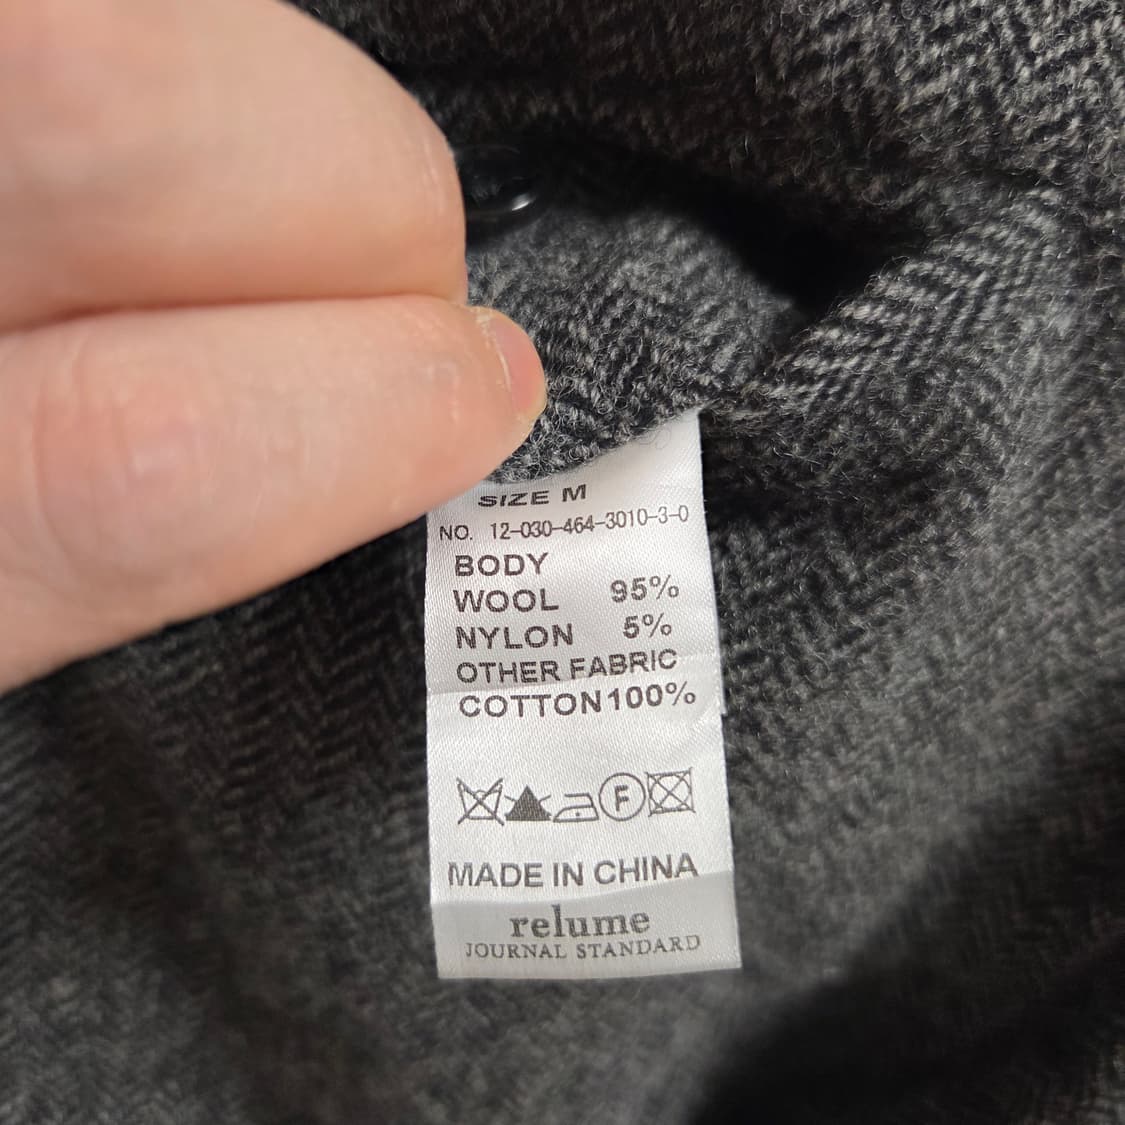 SIZE M
NO. 12-030-464-3010-3-0
BODY
WOOL 95%
NYLON 5%
OTHER FABRIC
COTTON 100%
F
MADE IN CHINA
relume
JOURNAL STANDARD